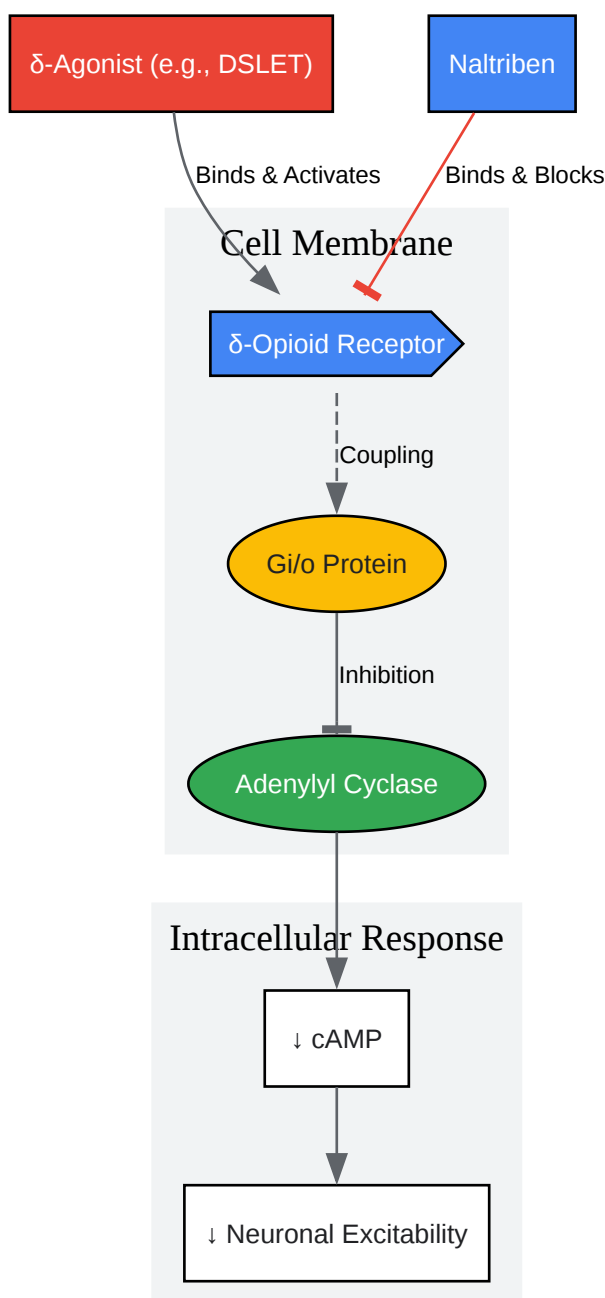 δ-Agonist (e.g., DSLET)
Naltriben
Binds & Activates
Binds & Blocks
Cell Membrane
δ-Opioid Receptor
Coupling
Gi/o Protein
Inhibition
Adenylyl Cyclase
Intracellular Response
↓ cAMP
↓ Neuronal Excitability